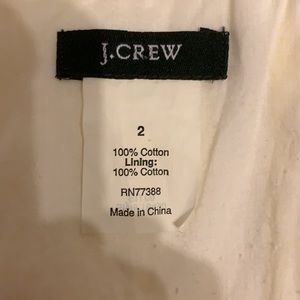 J.CREW
2
100% Cotton
Lining:
100% Cotton
RN77388
Made in China